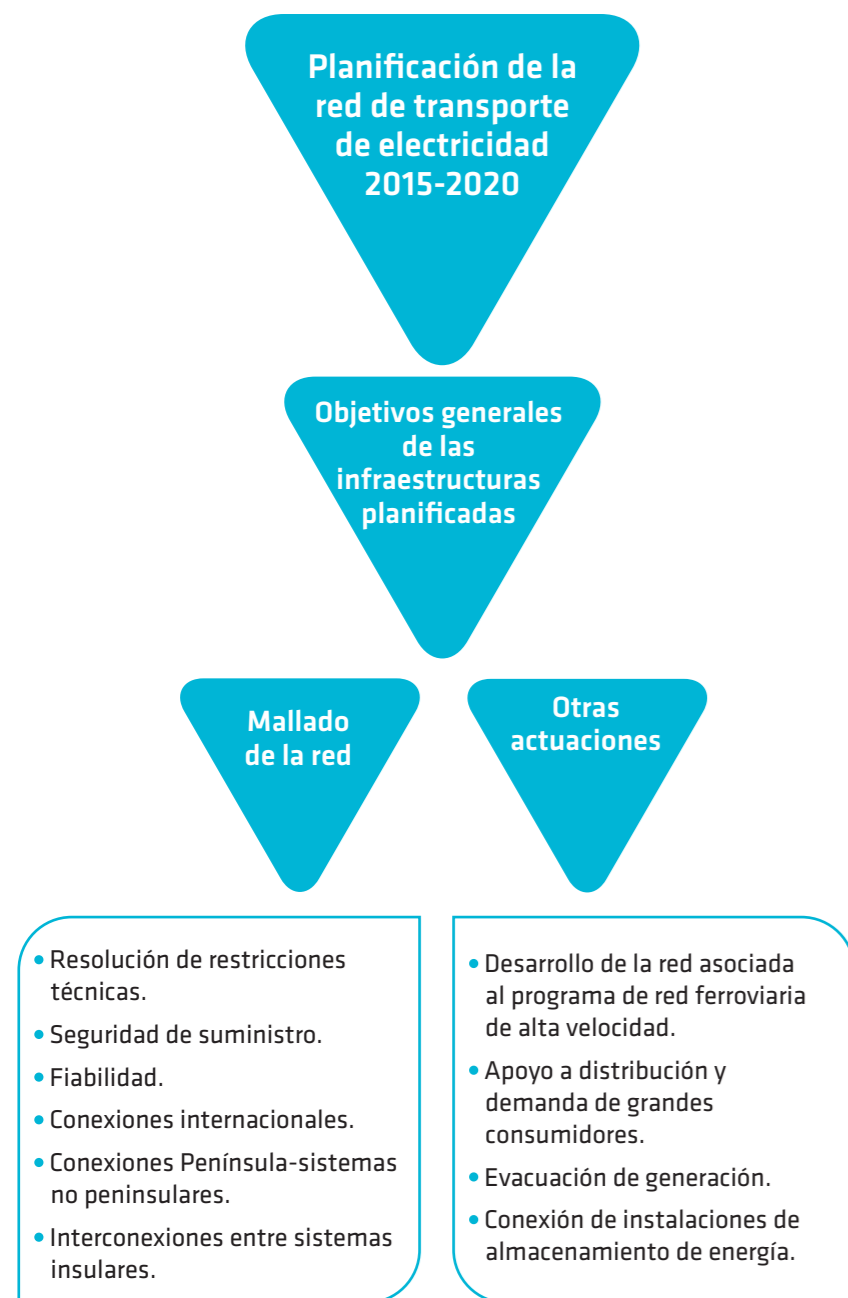 Planificación de la
red de transporte
de electricidad
2015-2020
Objetivos generales
de las
infraestructuras
planificadas
Mallado
de la red
Otras
actuaciones
• Resolución de restricciones
técnicas.
• Seguridad de suministro.
• Fiabilidad.
• Conexiones internacionales.
• Conexiones Península-sistemas
no peninsulares.
• Interconexiones entre sistemas
insulares.
• Desarrollo de la red asociada
al programa de red ferroviaria
de alta velocidad.
• Apoyo a distribución y
demanda de grandes
consumidores.
• Evacuación de generación.
• Conexión de instalaciones de
almacenamiento de energía.